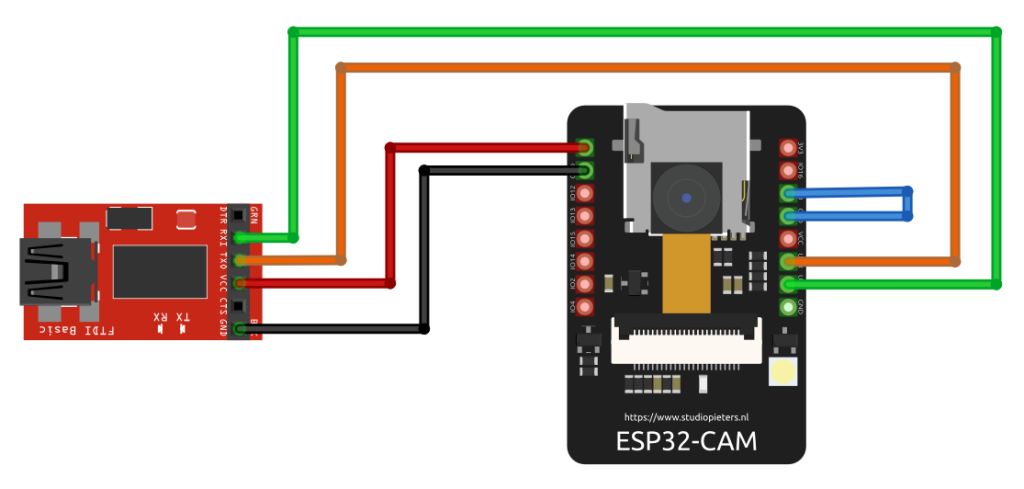 GRN
DTR
RXI
TXO
VCC
CTS
GND
TX
RX
FTDI Basic
IO12
IO13
IO15
IO14
IO2
IO4
3V3
IO16
VCC
GND
https://www.studiopieters.nl
ESP32-CAM